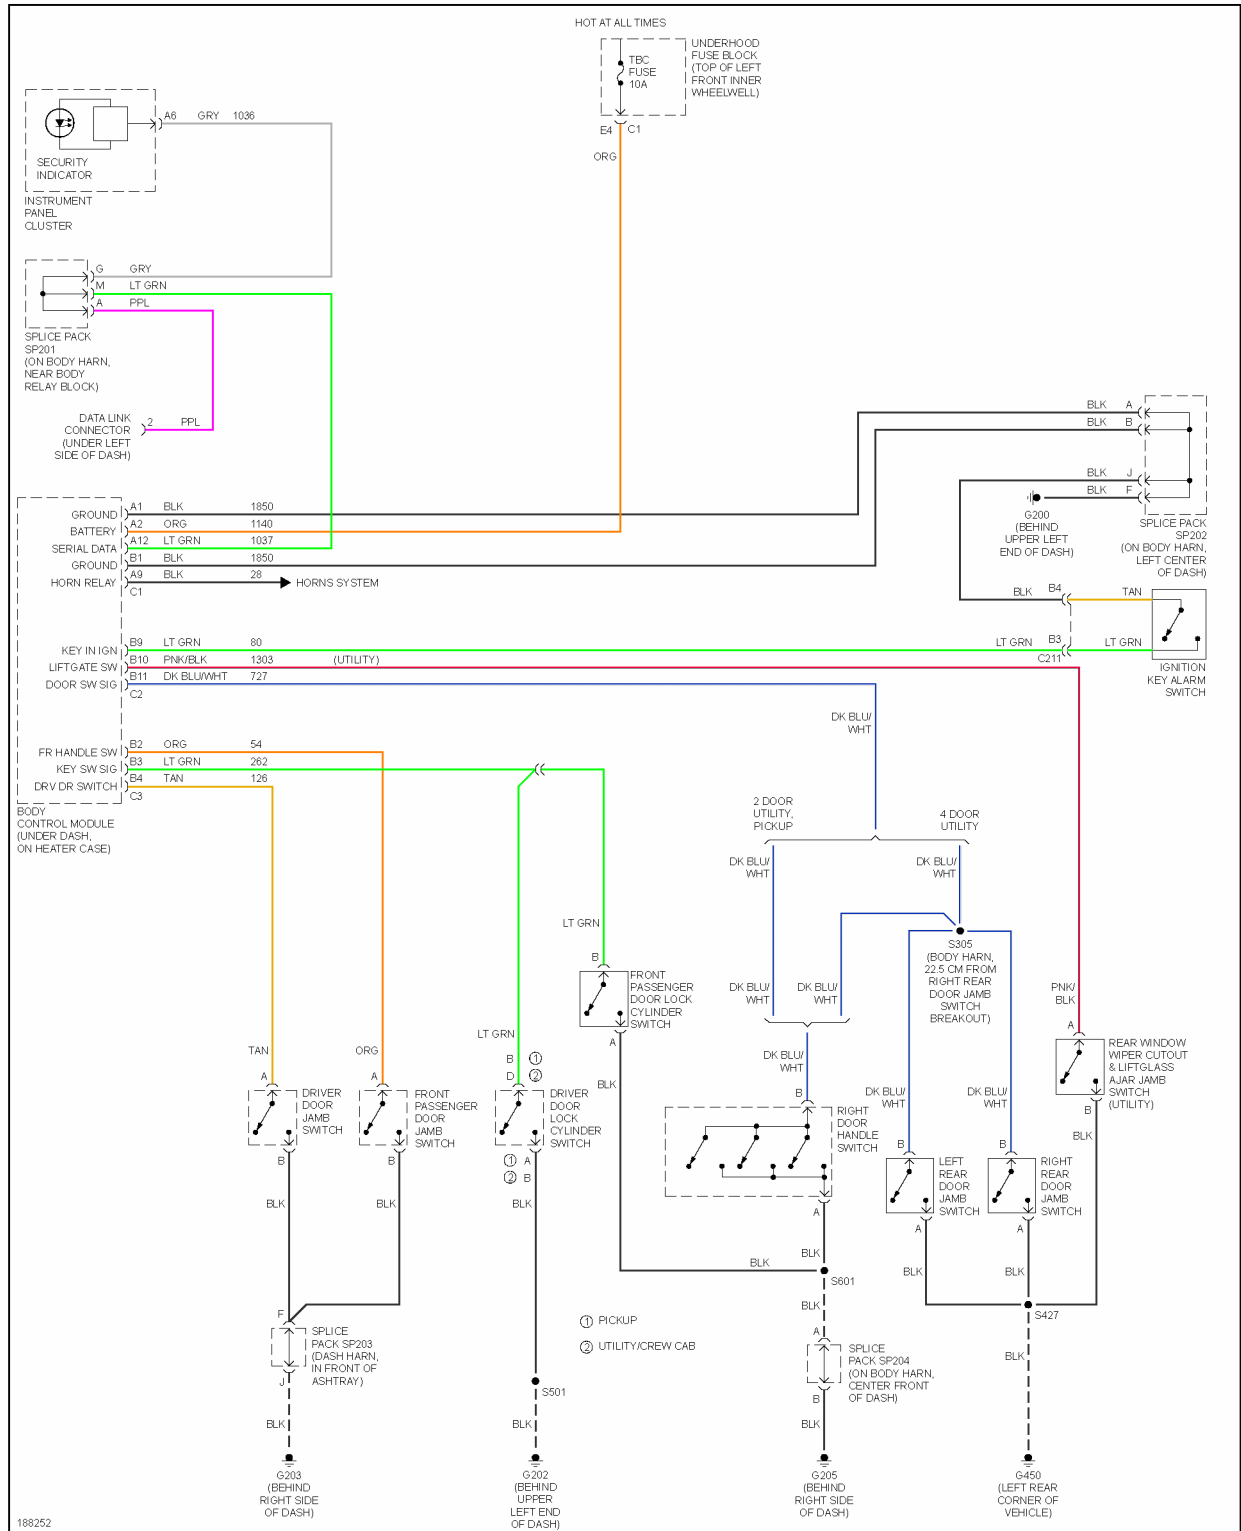 HOT AT ALL TIMES
TBC
FUSE
10A
UNDERHOOD
FUSE BLOCK
(TOP OF LEFT
FRONT INNER
WHEELWELL)
E4 C1
ORG
A6 GRY 1036
SECURITY
INDICATOR
INSTRUMENT
PANEL
CLUSTER
G GRY
M LT GRN
A PPL
SPLICE PACK
SP201
(ON BODY HARN,
NEAR BODY
RELAY BLOCK)
DATA LINK
CONNECTOR
(UNDER LEFT
SIDE OF DASH)
2 PPL
BLK A
BLK B
BLK J
BLK F
G200
(BEHIND
UPPER LEFT
END OF DASH)
SPLICE PACK
SP202
(ON BODY HARN,
LEFT CENTER
OF DASH)
GROUND A1 BLK 1850
BATTERY A2 ORG 1140
SERIAL DATA A12 LT GRN 1037
GROUND B1 BLK 1850
HORN RELAY A9 BLK 28 HORNS SYSTEM
C1
BLK B4 TAN
KEY IN IGN B9 LT GRN 80
LT GRN B3 LT GRN
C211
IGNITION
KEY ALARM
SWITCH
LIFTGATE SW B10 PNK/BLK 1303 (UTILITY)
DOOR SW SIG B11 DK BLU/WHT 727
C2
DK BLU/
WHT
FR HANDLE SW B2 ORG 54
KEY SW SIG B3 LT GRN 262
DRV DR SWITCH B4 TAN 126
C3
BODY
CONTROL MODULE
(UNDER DASH,
ON HEATER CASE)
2 DOOR
UTILITY,
PICKUP
4 DOOR
UTILITY
DK BLU/
WHT
DK BLU/
WHT
LT GRN
S305
(BODY HARN,
22.5 CM FROM
RIGHT REAR
DOOR JAMB
SWITCH
BREAKOUT)
B
FRONT
PASSENGER
DOOR LOCK
CYLINDER
SWITCH
A
BLK
DK BLU/
WHT
DK BLU/
WHT
PNK/
BLK
A
REAR WINDOW
WIPER CUTOUT
& LIFTGLASS
AJAR JAMB
SWITCH
(UTILITY)
B
BLK
TAN
A
DRIVER
DOOR
JAMB
SWITCH
B
BLK
ORG
A
FRONT
PASSENGER
DOOR
JAMB
SWITCH
B
BLK
LT GRN
B 1
D 2
DRIVER
DOOR
LOCK
CYLINDER
SWITCH
1 A
2 B
BLK
DK BLU/
WHT
B
RIGHT
DOOR
HANDLE
SWITCH
A
BLK
DK BLU/
WHT
B
LEFT
REAR
DOOR
JAMB
SWITCH
A
BLK
DK BLU/
WHT
B
RIGHT
REAR
DOOR
JAMB
SWITCH
A
BLK
BLK
S601
BLK
S427
BLK
F
SPLICE
PACK SP203
(DASH HARN,
IN FRONT OF
ASHTRAY)
J
BLK
1 PICKUP
2 UTILITY/CREW CAB
A
SPLICE
PACK SP204
(ON BODY HARN,
CENTER FRONT
OF DASH)
B
BLK
S501
BLK
G203
(BEHIND
RIGHT SIDE
OF DASH)
G202
(BEHIND
UPPER
LEFT END
OF DASH)
G205
(BEHIND
RIGHT SIDE
OF DASH)
G450
(LEFT REAR
CORNER OF
VEHICLE)
188252